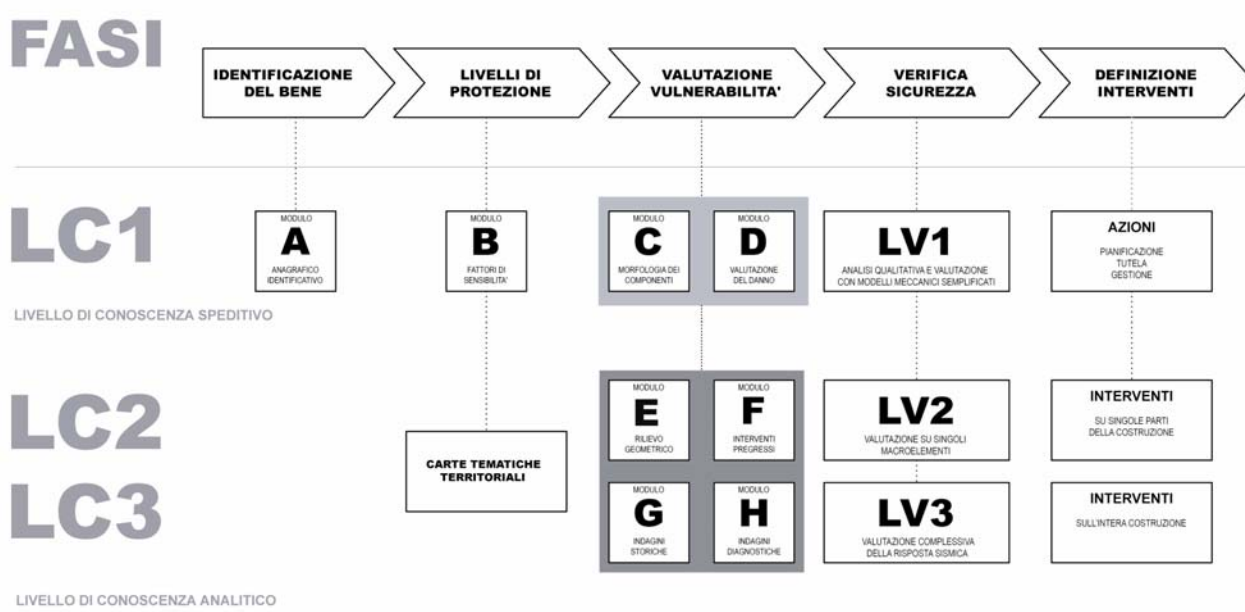 FASI
IDENTIFICAZIONE
DEL BENE
LIVELLI DI
PROTEZIONE
VALUTAZIONE
VULNERABILITA'
VERIFICA
SICUREZZA
DEFINIZIONE
INTERVENTI
LC1
MODULO
A
ANAGRAFICO
IDENTIFICATIVO
MODULO
B
FATTORI DI
SENSIBILITA'
MODULO
C
MORFOLOGIA DEI
COMPONENTI
MODULO
D
VALUTAZIONE
DEL DANNO
LV1
ANALISI QUALITATIVA E VALUTAZIONE
CON MODELLI MECCANICI SEMPLIFICATI
AZIONI
PIANIFICAZIONE
TUTELA
GESTIONE
LIVELLO DI CONOSCENZA SPEDITIVO
LC2
MODULO
E
RILIEVO
GEOMETRICO
MODULO
F
INTERVENTI
PREGRESSI
LV2
VALUTAZIONE SU SINGOLI
MACROELEMENTI
INTERVENTI
SU SINGOLE PARTI
DELLA COSTRUZIONE
CARTE TEMATICHE
TERRITORIALI
LC3
MODULO
G
INDAGINI
STORICHE
MODULO
H
INDAGINI
DIAGNOSTICHE
LV3
VALUTAZIONE COMPLESSIVA
DELLA RISPOSTA SISMICA
INTERVENTI
SULL'INTERA COSTRUZIONE
LIVELLO DI CONOSCENZA ANALITICO